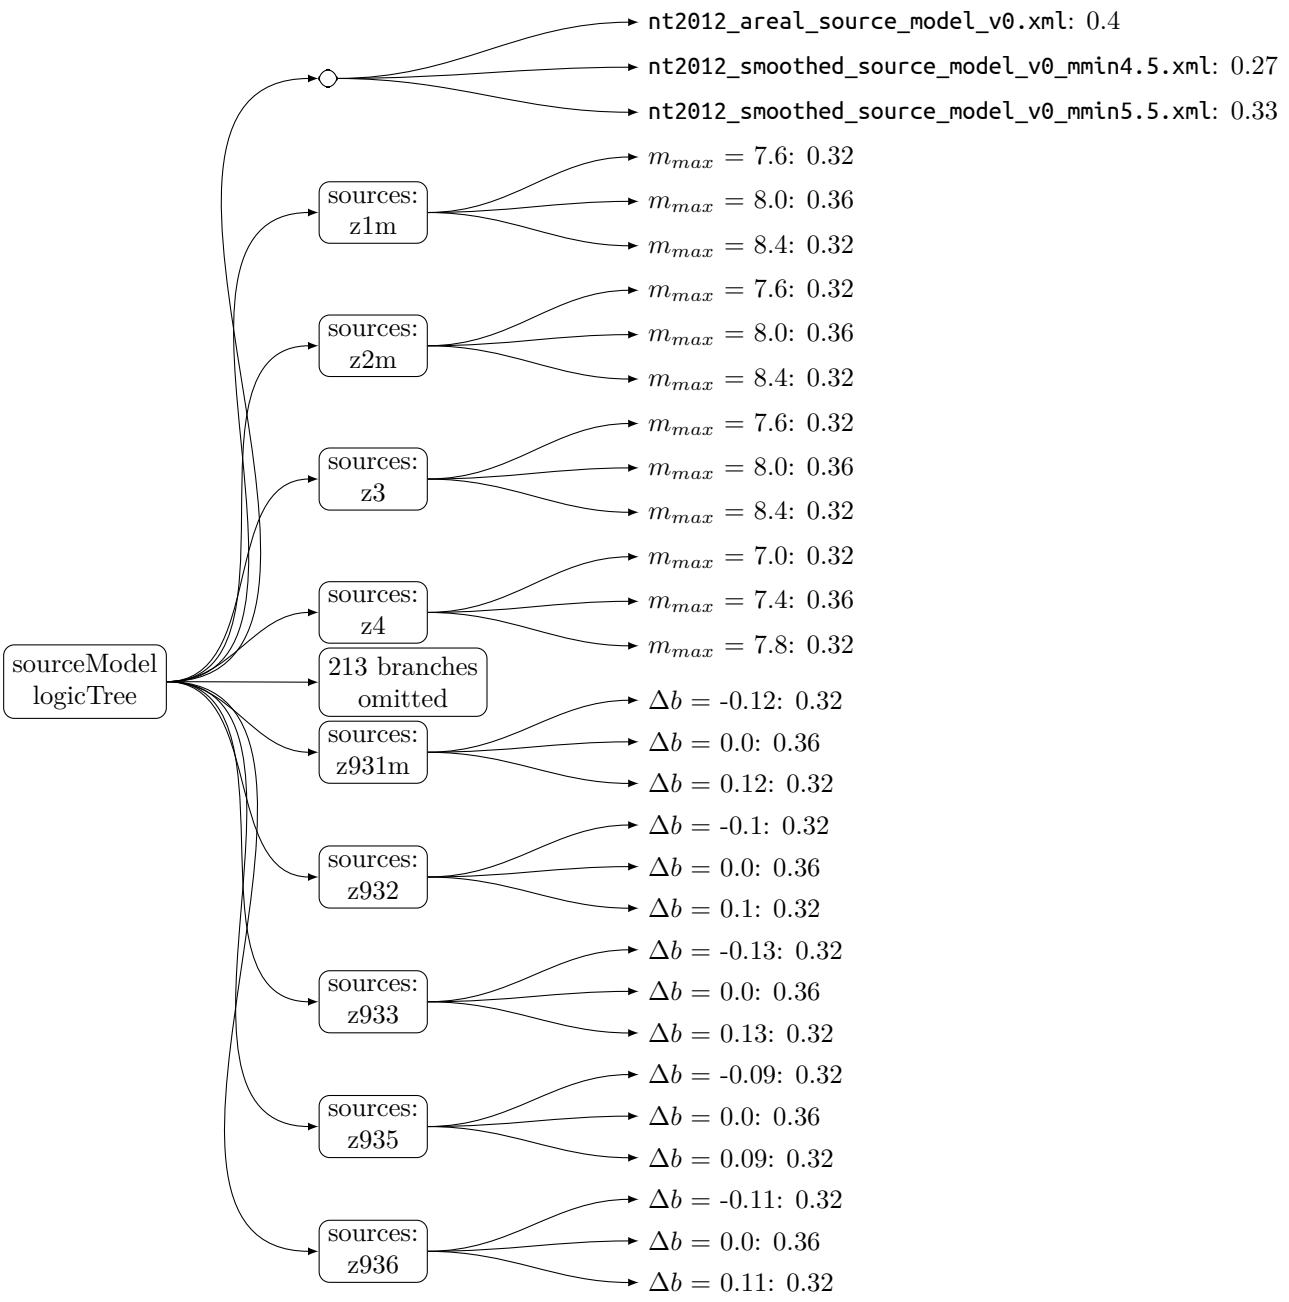 nt2012_areal_source_model_v0.xml: 0.4
nt2012_smoothed_source_model_v0_mmin4.5.xml: 0.27
nt2012_smoothed_source_model_v0_mmin5.5.xml: 0.33
sources:
z1m
m_max = 7.6: 0.32
m_max = 8.0: 0.36
m_max = 8.4: 0.32
sources:
z2m
m_max = 7.6: 0.32
m_max = 8.0: 0.36
m_max = 8.4: 0.32
sources:
z3
m_max = 7.6: 0.32
m_max = 8.0: 0.36
m_max = 8.4: 0.32
sources:
z4
m_max = 7.0: 0.32
m_max = 7.4: 0.36
m_max = 7.8: 0.32
sourceModel
logicTree
213 branches
omitted
sources:
z931m
Δb = -0.12: 0.32
Δb = 0.0: 0.36
Δb = 0.12: 0.32
sources:
z932
Δb = -0.1: 0.32
Δb = 0.0: 0.36
Δb = 0.1: 0.32
sources:
z933
Δb = -0.13: 0.32
Δb = 0.0: 0.36
Δb = 0.13: 0.32
sources:
z935
Δb = -0.09: 0.32
Δb = 0.0: 0.36
Δb = 0.09: 0.32
sources:
z936
Δb = -0.11: 0.32
Δb = 0.0: 0.36
Δb = 0.11: 0.32